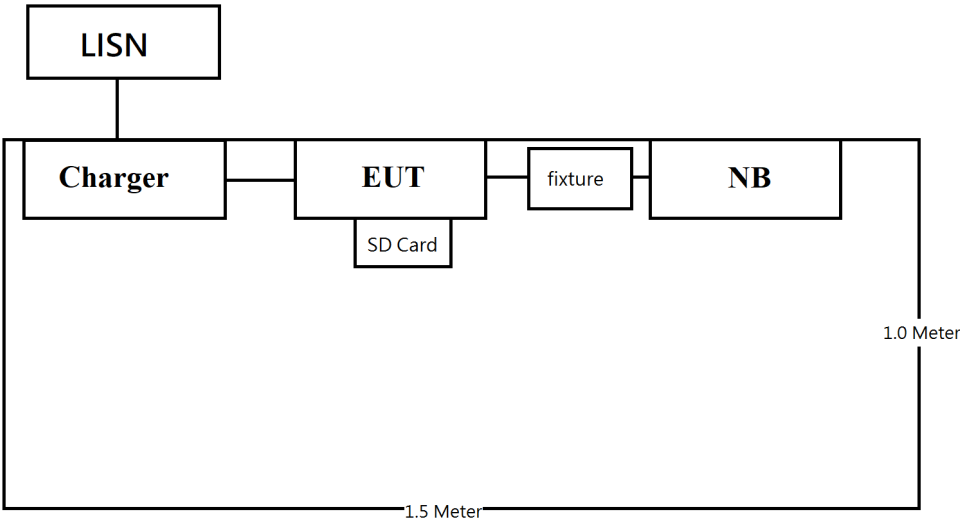 LISN
Charger
EUT
fixture
NB
SD Card
1.0 Meter
1.5 Meter